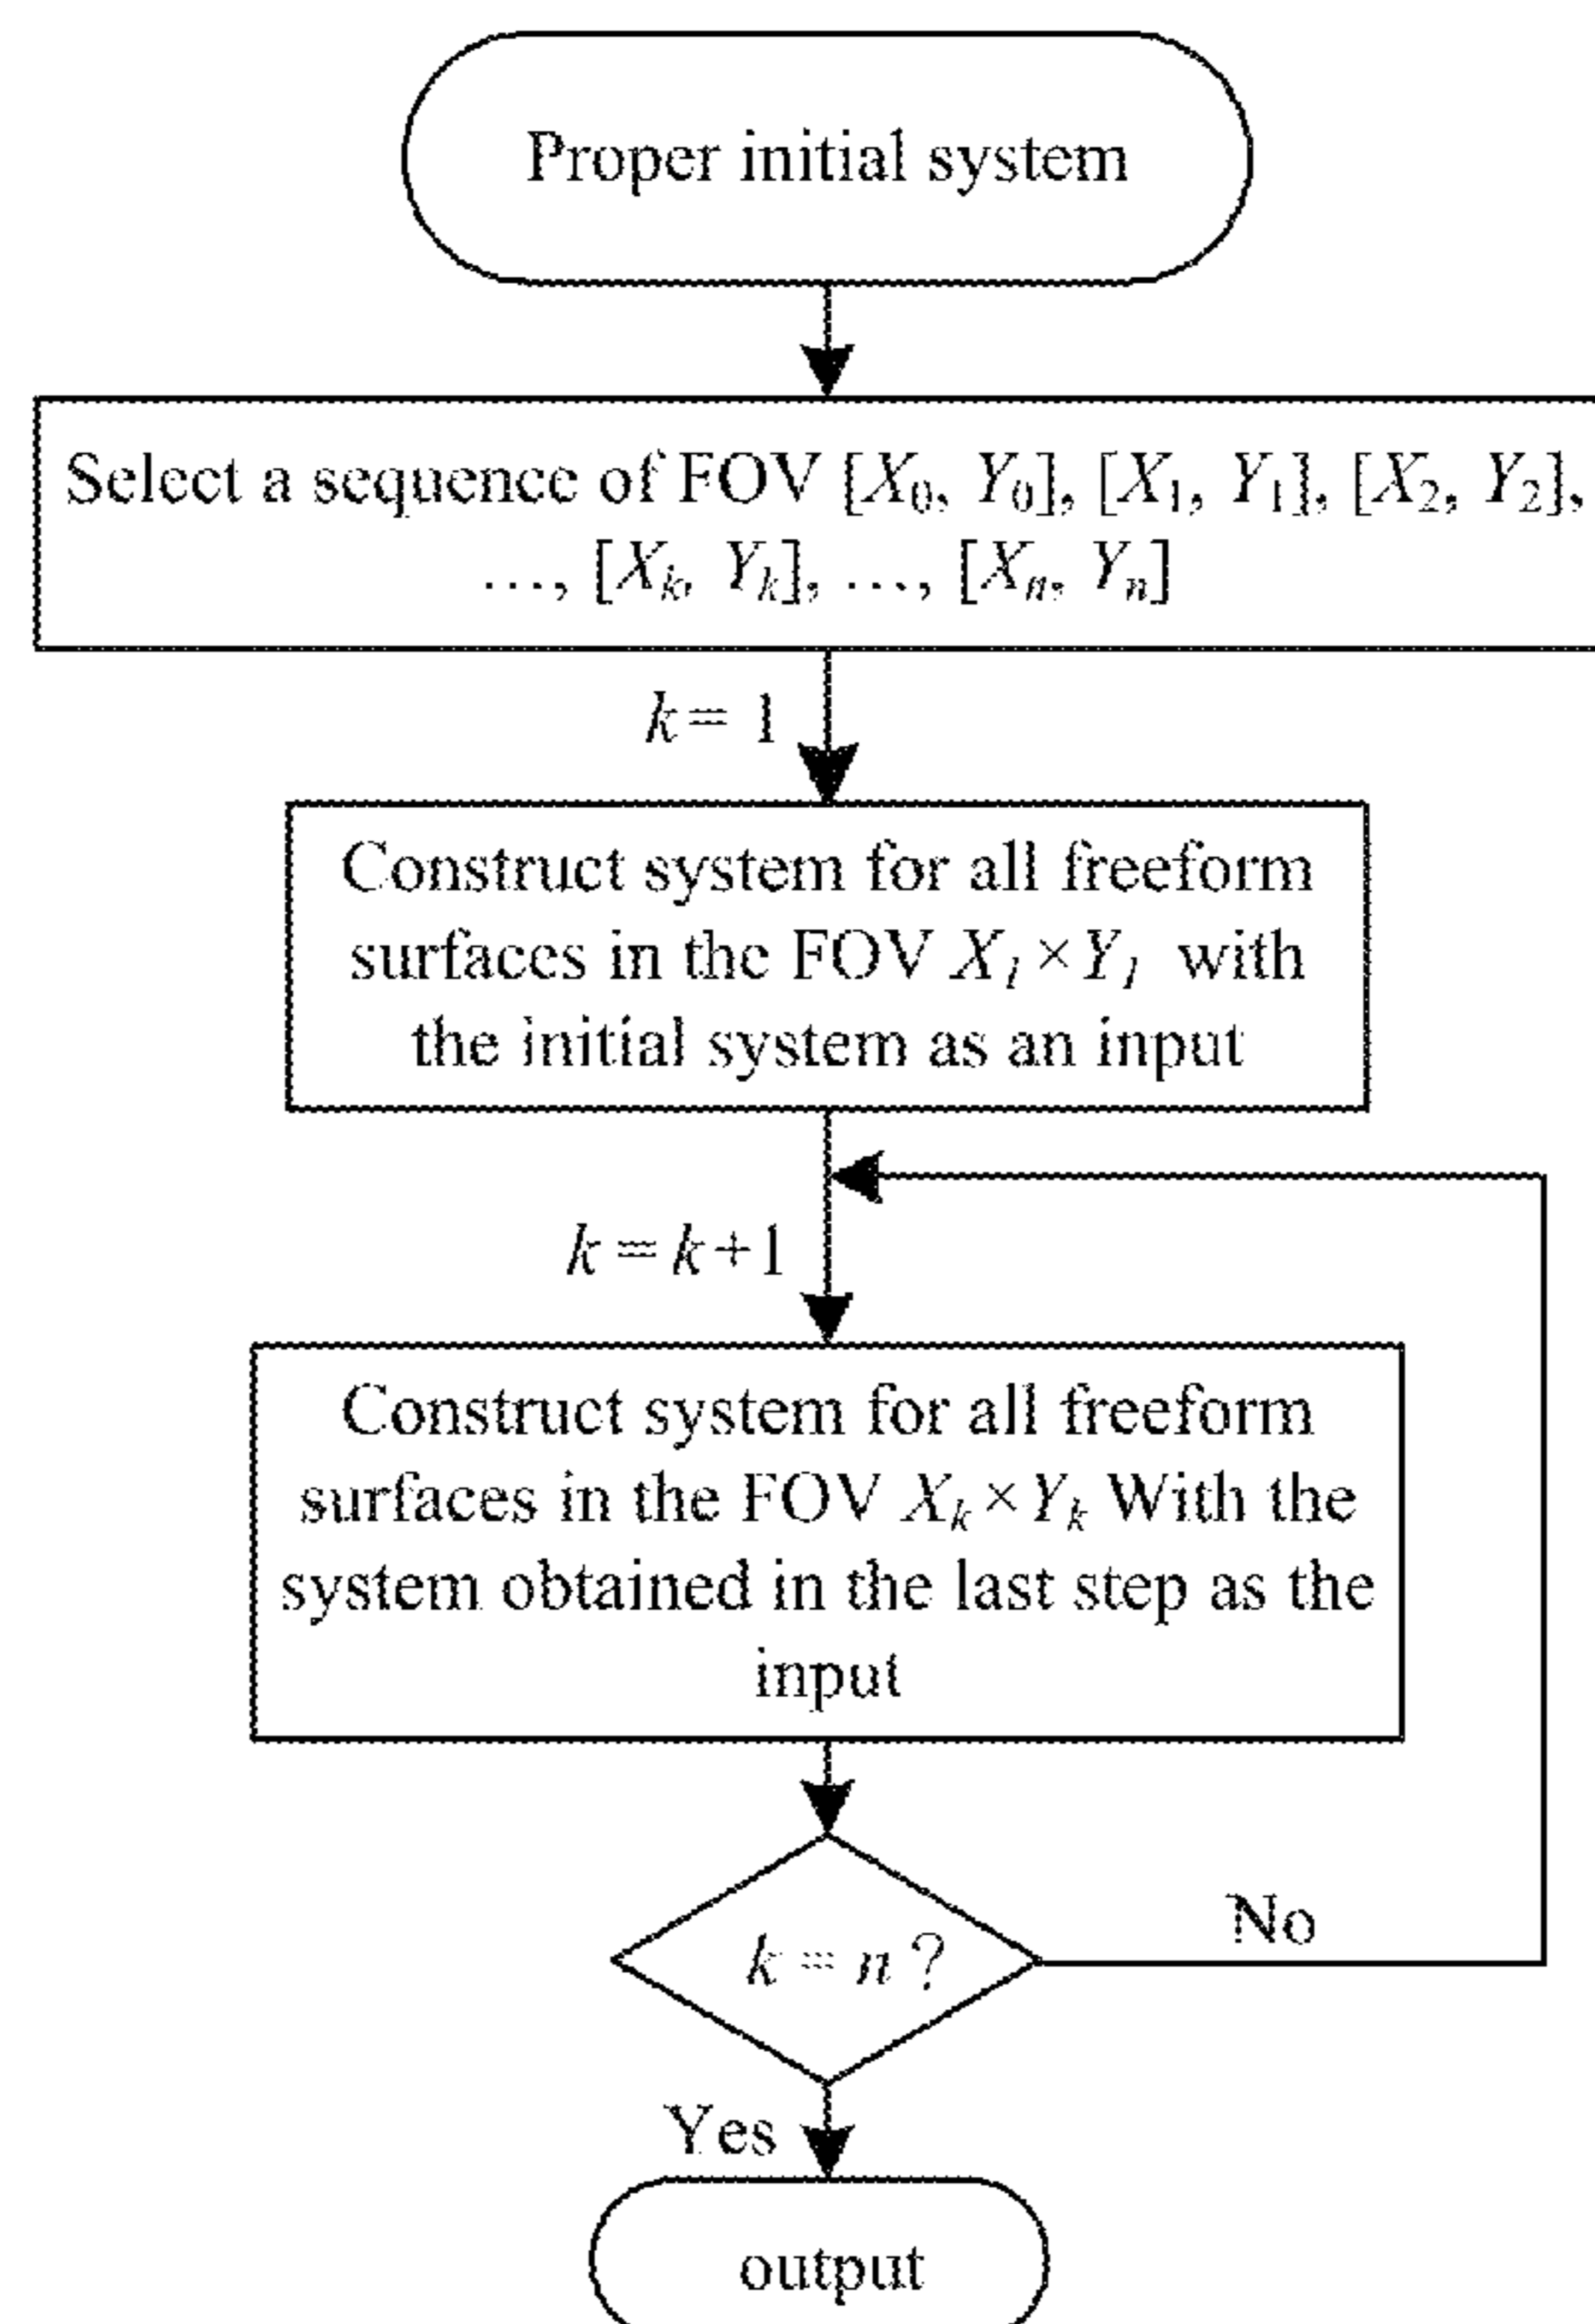 Proper initial system
Select a sequence of FOV [X₀, Y₀], [X₁, Y₁], [X₂, Y₂],
…, [Xₖ, Yₖ], …, [Xₙ, Yₙ]
k = 1
Construct system for all freeform
surfaces in the FOV X₁×Y₁ with
the initial system as an input
k = k+1
Construct system for all freeform
surfaces in the FOV Xₖ×Yₖ With the
system obtained in the last step as the
input
k = n ?
No
Yes
output